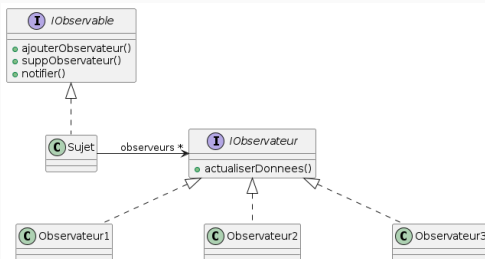 I IObservable
ajouterObservateur()
suppObservateur()
notifier()
C Sujet
observeurs *
I IObservateur
actualiserDonnees()
C Observateur1
C Observateur2
C Observateur3